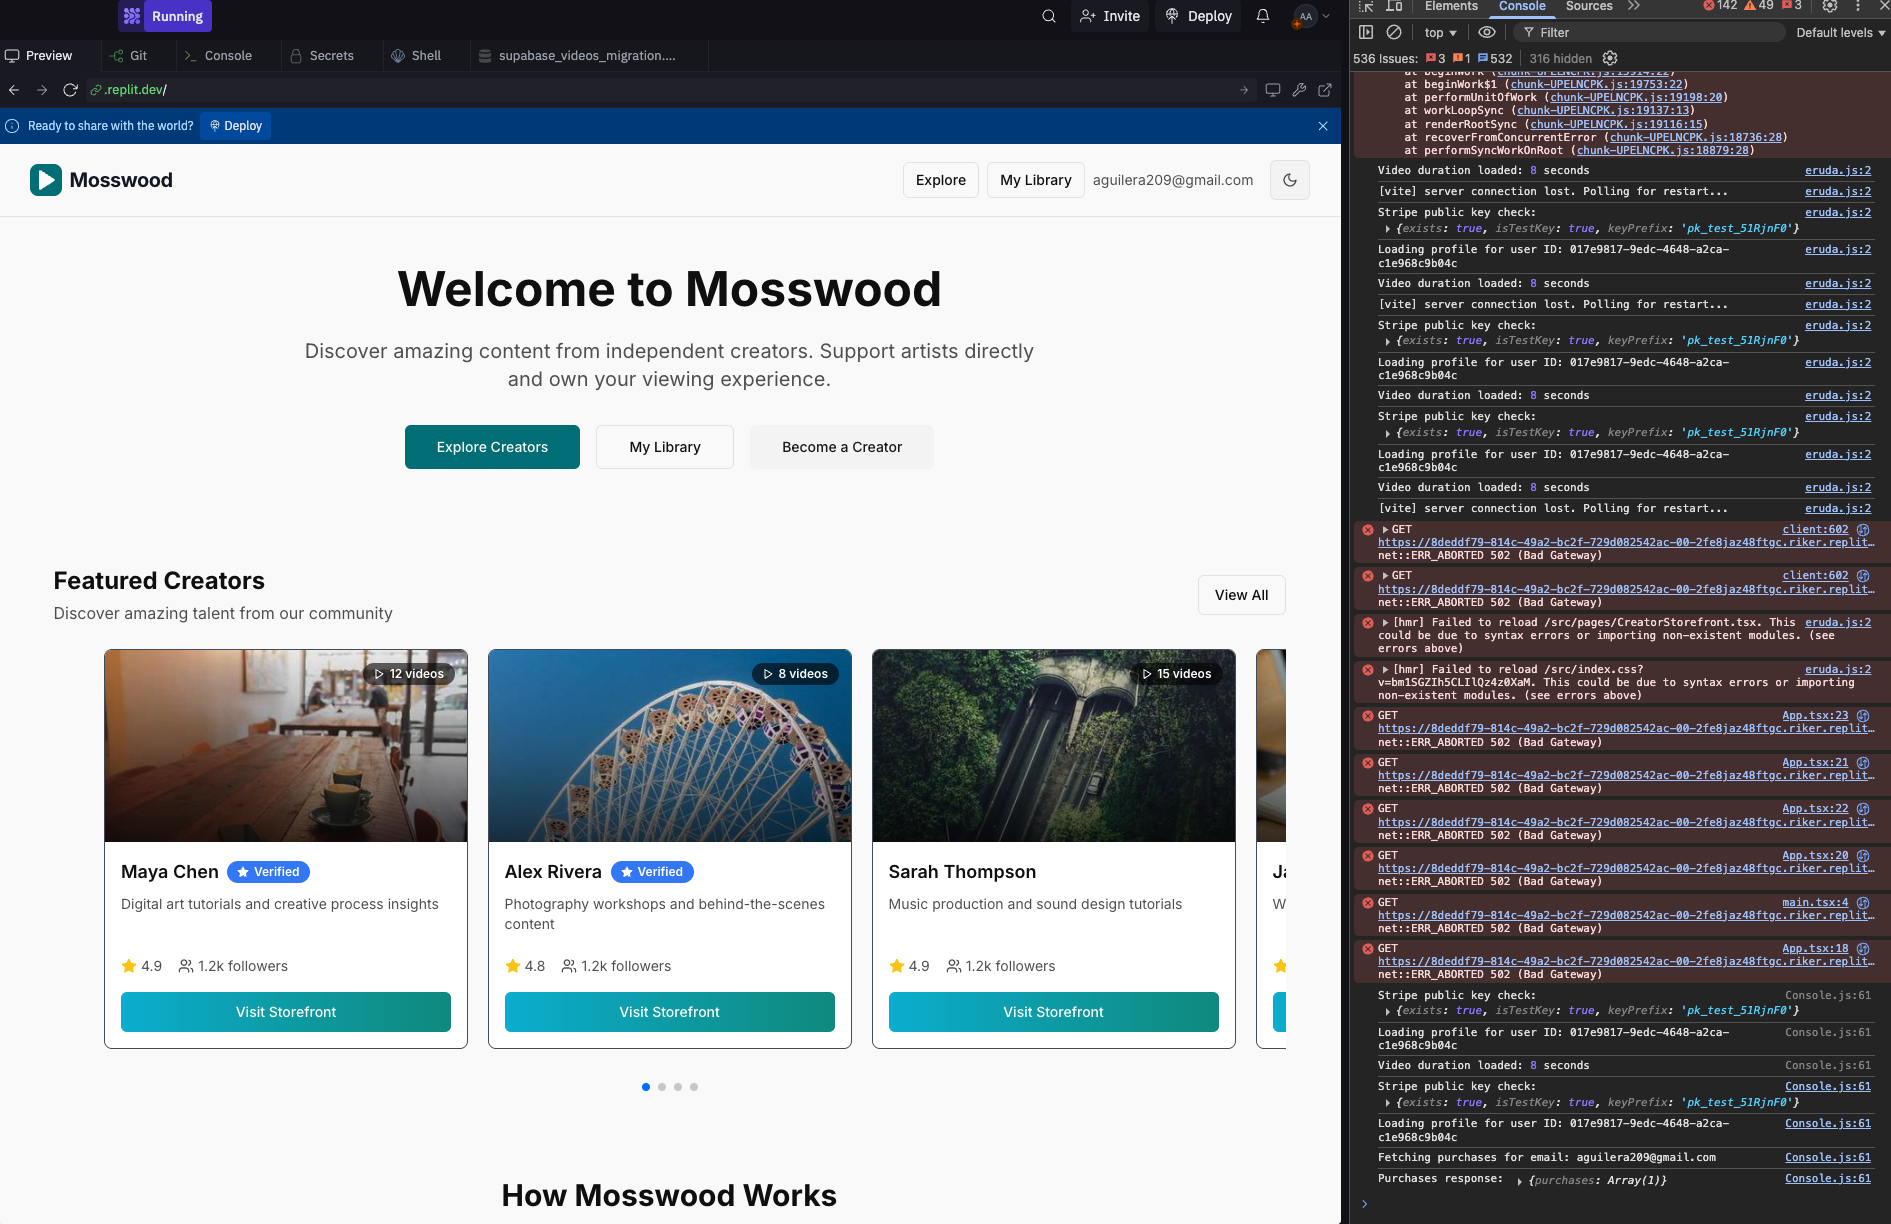 Running
Invite
Deploy
AA
Preview
Git
Console
Secrets
Shell
supabase_videos_migration....
.replit.dev/
Ready to share with the world?
Deploy
Mosswood
Explore
My Library
aguilera209@gmail.com
Welcome to Mosswood
Discover amazing content from independent creators. Support artists directly
and own your viewing experience.
Explore Creators
My Library
Become a Creator
Featured Creators
Discover amazing talent from our community
View All
12 videos
8 videos
15 videos
Maya Chen
Verified
Digital art tutorials and creative process insights
4.9
1.2k followers
Visit Storefront
Alex Rivera
Verified
Photography workshops and behind-the-scenes
content
4.8
1.2k followers
Visit Storefront
Sarah Thompson
Music production and sound design tutorials
4.9
1.2k followers
Visit Storefront
How Mosswood Works
Elements
Console
Sources
142
49
3
top
Filter
Default levels
536 Issues:
3
1
532
316 hidden
at beginWork (chunk-UPELNCPK.js:15914:22)
at beginWork$1 (chunk-UPELNCPK.js:19753:22)
at performUnitOfWork (chunk-UPELNCPK.js:19198:20)
at workLoopSync (chunk-UPELNCPK.js:19137:13)
at renderRootSync (chunk-UPELNCPK.js:19116:15)
at recoverFromConcurrentError (chunk-UPELNCPK.js:18736:28)
at performSyncWorkOnRoot (chunk-UPELNCPK.js:18879:28)
Video duration loaded: 8 seconds eruda.js:2
[vite] server connection lost. Polling for restart... eruda.js:2
Stripe public key check: eruda.js:2
{exists: true, isTestKey: true, keyPrefix: 'pk_test_51RjnF0'}
Loading profile for user ID: 017e9817-9edc-4648-a2ca- eruda.js:2
c1e968c9b04c
Video duration loaded: 8 seconds eruda.js:2
[vite] server connection lost. Polling for restart... eruda.js:2
Stripe public key check: eruda.js:2
{exists: true, isTestKey: true, keyPrefix: 'pk_test_51RjnF0'}
Loading profile for user ID: 017e9817-9edc-4648-a2ca- eruda.js:2
c1e968c9b04c
Video duration loaded: 8 seconds eruda.js:2
Stripe public key check: eruda.js:2
{exists: true, isTestKey: true, keyPrefix: 'pk_test_51RjnF0'}
Loading profile for user ID: 017e9817-9edc-4648-a2ca- eruda.js:2
c1e968c9b04c
Video duration loaded: 8 seconds eruda.js:2
[vite] server connection lost. Polling for restart... eruda.js:2
GET client:602
https://8deddf79-814c-49a2-bc2f-729d082542ac-00-2fe8jaz48ftgc.riker.replit…
net::ERR_ABORTED 502 (Bad Gateway)
GET client:602
https://8deddf79-814c-49a2-bc2f-729d082542ac-00-2fe8jaz48ftgc.riker.replit…
net::ERR_ABORTED 502 (Bad Gateway)
[hmr] Failed to reload /src/pages/CreatorStorefront.tsx. This eruda.js:2
could be due to syntax errors or importing non-existent modules. (see
errors above)
[hmr] Failed to reload /src/index.css? eruda.js:2
v=bm1SGZIh5CLIlQz4z0XaM. This could be due to syntax errors or importing
non-existent modules. (see errors above)
GET App.tsx:23
https://8deddf79-814c-49a2-bc2f-729d082542ac-00-2fe8jaz48ftgc.riker.replit…
net::ERR_ABORTED 502 (Bad Gateway)
GET App.tsx:21
https://8deddf79-814c-49a2-bc2f-729d082542ac-00-2fe8jaz48ftgc.riker.replit…
net::ERR_ABORTED 502 (Bad Gateway)
GET App.tsx:22
https://8deddf79-814c-49a2-bc2f-729d082542ac-00-2fe8jaz48ftgc.riker.replit…
net::ERR_ABORTED 502 (Bad Gateway)
GET App.tsx:20
https://8deddf79-814c-49a2-bc2f-729d082542ac-00-2fe8jaz48ftgc.riker.replit…
net::ERR_ABORTED 502 (Bad Gateway)
GET main.tsx:4
https://8deddf79-814c-49a2-bc2f-729d082542ac-00-2fe8jaz48ftgc.riker.replit…
net::ERR_ABORTED 502 (Bad Gateway)
GET App.tsx:18
https://8deddf79-814c-49a2-bc2f-729d082542ac-00-2fe8jaz48ftgc.riker.replit…
net::ERR_ABORTED 502 (Bad Gateway)
Stripe public key check: Console.js:61
{exists: true, isTestKey: true, keyPrefix: 'pk_test_51RjnF0'}
Loading profile for user ID: 017e9817-9edc-4648-a2ca- Console.js:61
c1e968c9b04c
Video duration loaded: 8 seconds Console.js:61
Stripe public key check: Console.js:61
{exists: true, isTestKey: true, keyPrefix: 'pk_test_51RjnF0'}
Loading profile for user ID: 017e9817-9edc-4648-a2ca- Console.js:61
c1e968c9b04c
Fetching purchases for email: aguilera209@gmail.com Console.js:61
Purchases response: {purchases: Array(1)} Console.js:61